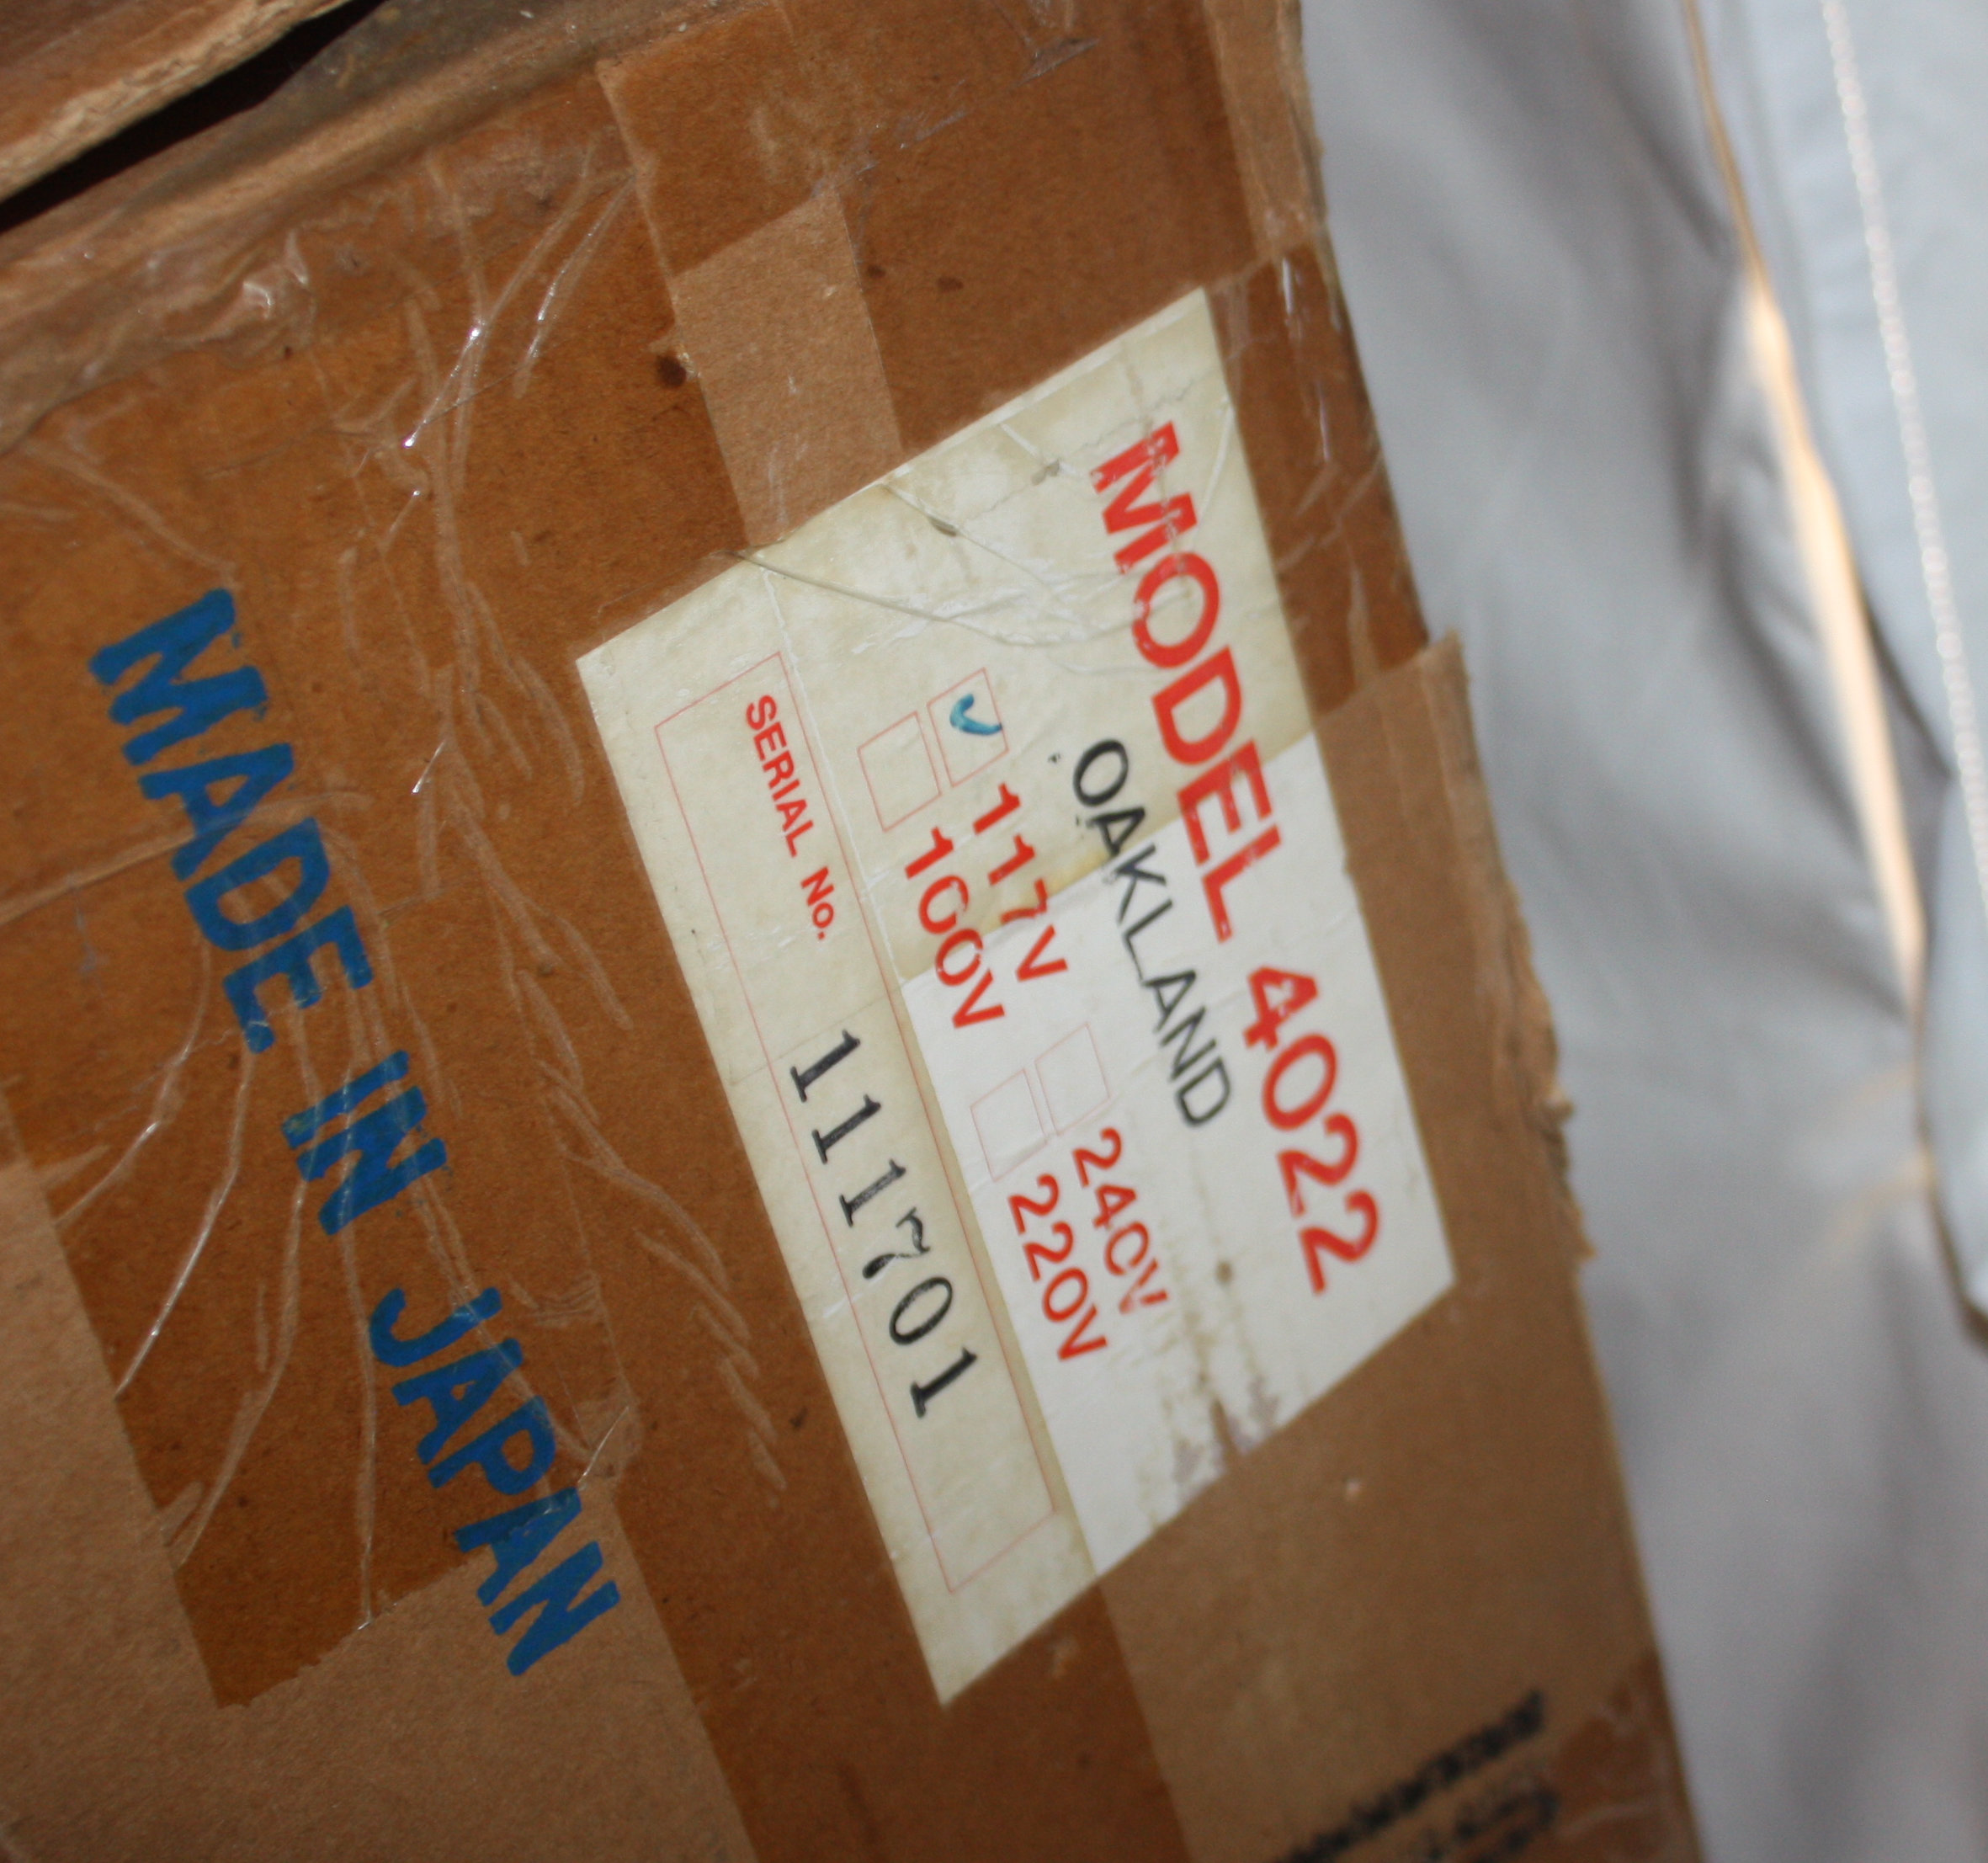 MODEL 4022
OAKLAND
117V 240V
100V 220V
SERIAL No. 111701
MADE IN JAPAN